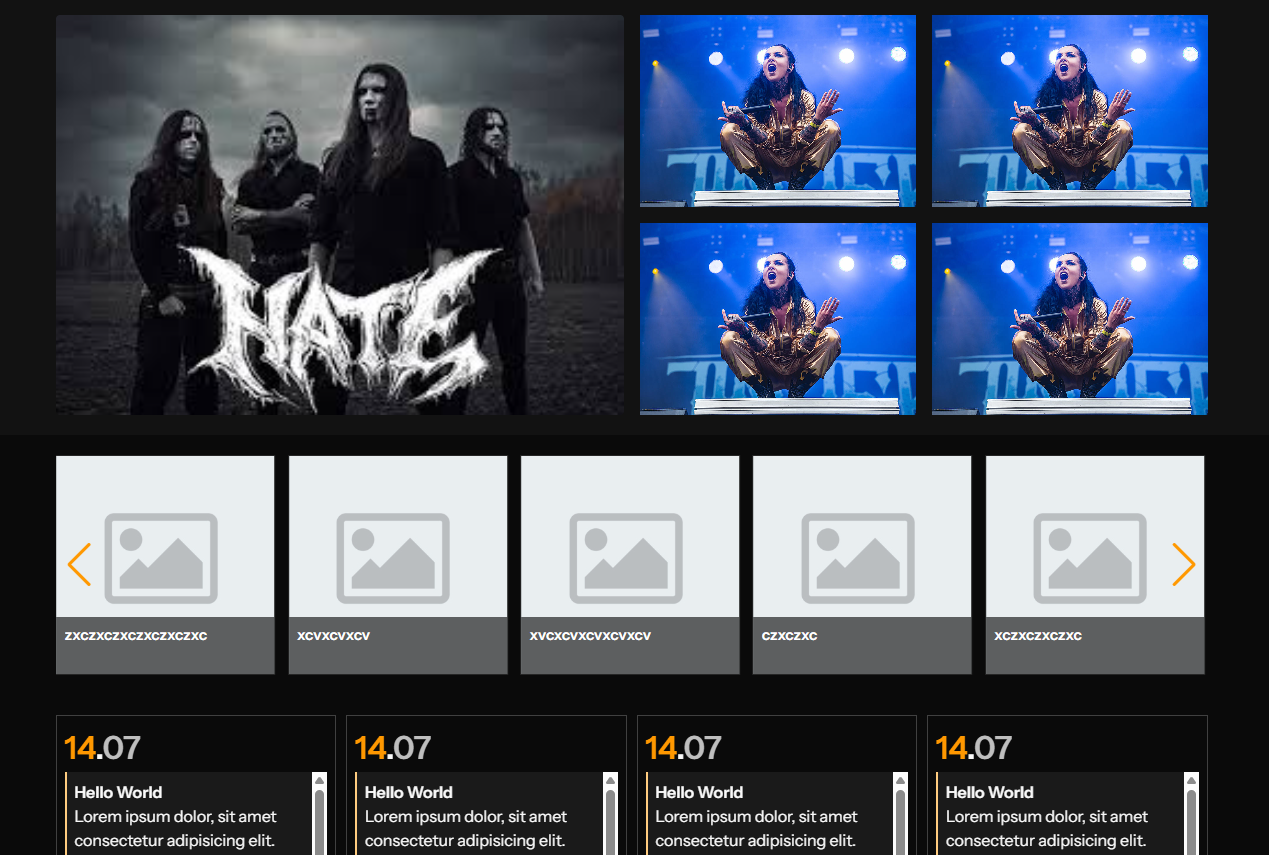 HATE
zxczxczxczxczxczxc
xcvxcvxcv
xvcxcvxcvxcvxcv
czxczxc
xczxczxczxc
14.07
14.07
14.07
14.07
Hello World
Lorem ipsum dolor, sit amet
consectetur adipisicing elit.
Hello World
Lorem ipsum dolor, sit amet
consectetur adipisicing elit.
Hello World
Lorem ipsum dolor, sit amet
consectetur adipisicing elit.
Hello World
Lorem ipsum dolor, sit amet
consectetur adipisicing elit.